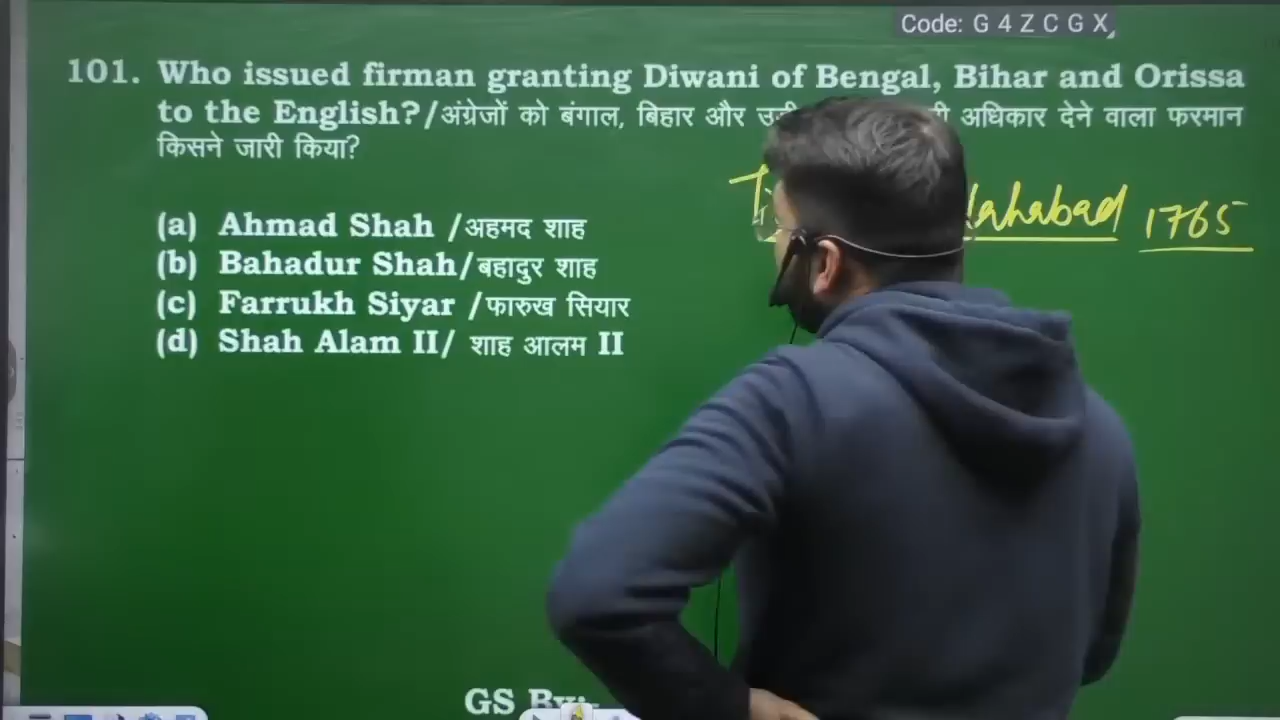 Code: G 4 Z C G X
101. Who issued firman granting Diwani of Bengal, Bihar and Orissa
to the English?/अंग्रेजों को बंगाल, बिहार और अधिकार देने वाला फरमान
किसने जारी किया?
1765
(a) Ahmad Shah /अहमद शाह
(b) Bahadur Shah/बहादुर शाह
(c) Farrukh Siyar /फारुख सियार
(d) Shah Alam II/ शाह आलम II
GS By:-